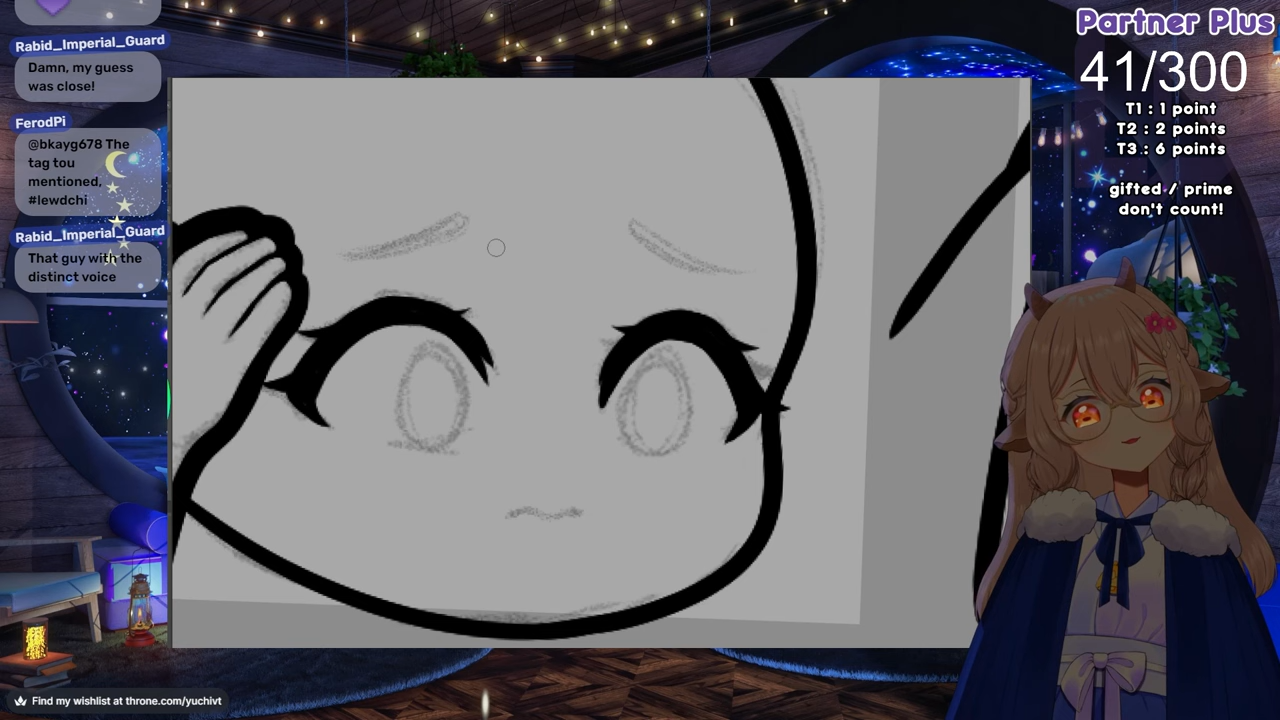 Rabid_Imperial_Guard
Damn, my guess
was close!
FerodPi
@bkayg678 The
tag tou
mentioned,
#lewdchi
Rabid_Imperial_Guard
That guy with the
distinct voice
Partner Plus
41/300
T1 : 1 point
T2 : 2 points
T3 : 6 points
gifted / prime
don't count!
Find my wishlist at throne.com/yuchivt